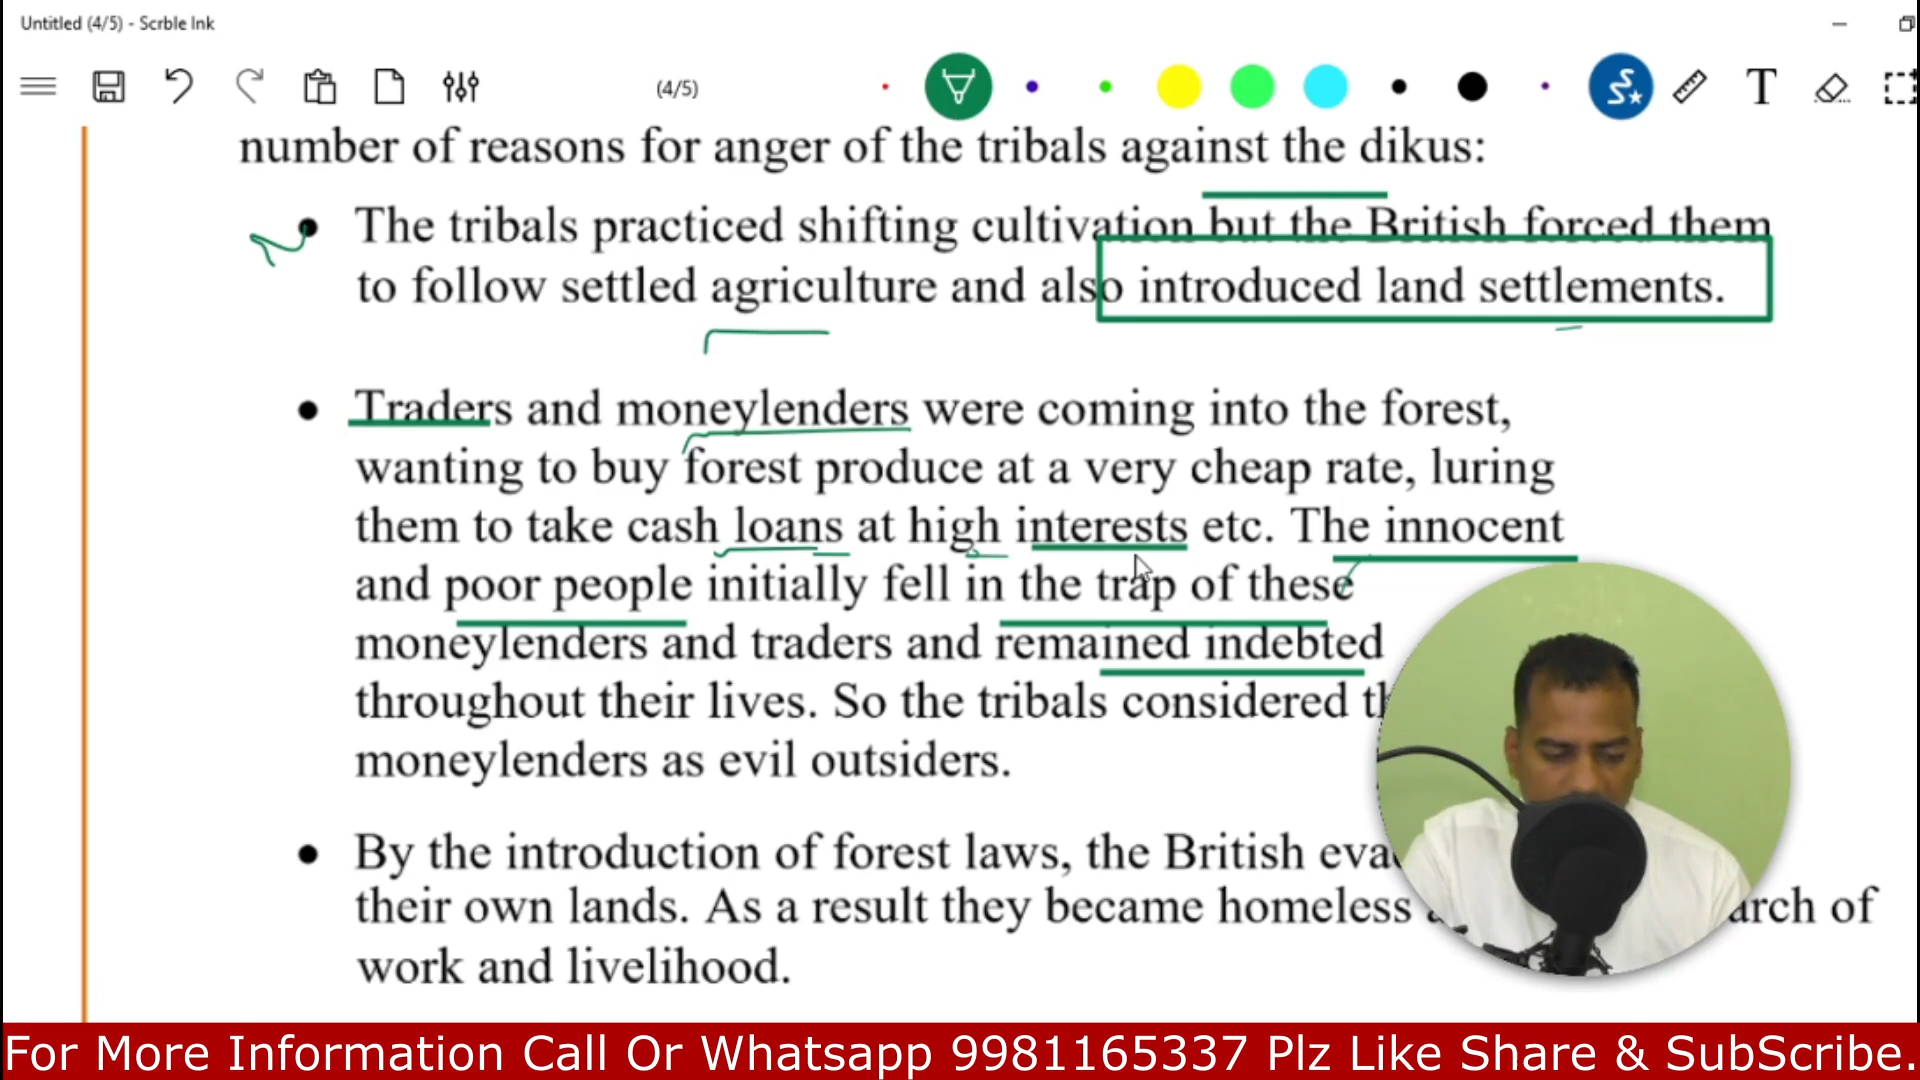 Untitled (4/5) - Scrble Ink
(4/5)
T
number of reasons for anger of the tribals against the dikus:
• The tribals practiced shifting cultivation but the British forced them
to follow settled agriculture and also introduced land settlements.
• Traders and moneylenders were coming into the forest,
wanting to buy forest produce at a very cheap rate, luring
them to take cash loans at high interests etc. The innocent
and poor people initially fell in the trap of these
moneylenders and traders and remained indebted
throughout their lives. So the tribals considered
moneylenders as evil outsiders.
• By the introduction of forest laws, the British
their own lands. As a result they became homeless of
work and livelihood.
For More Information Call Or Whatsapp 9981165337 Plz Like Share & SubScribe.